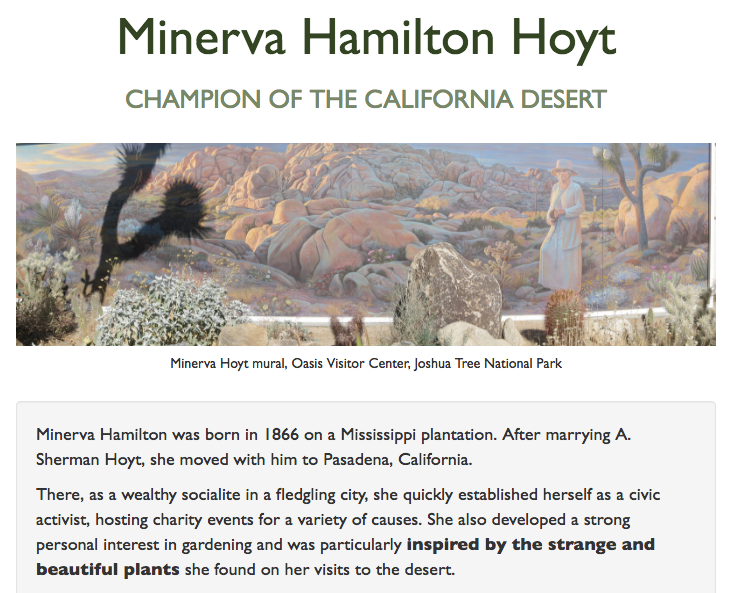 Minerva Hamilton Hoyt
CHAMPION OF THE CALIFORNIA DESERT
Minerva Hoyt mural, Oasis Visitor Center, Joshua Tree National Park
Minerva Hamilton was born in 1866 on a Mississippi plantation. After marrying A.
Sherman Hoyt, she moved with him to Pasadena, California.
There, as a wealthy socialite in a fledgling city, she quickly established herself as a civic
activist, hosting charity events for a variety of causes. She also developed a strong
personal interest in gardening and was particularly inspired by the strange and
beautiful plants she found on her visits to the desert.